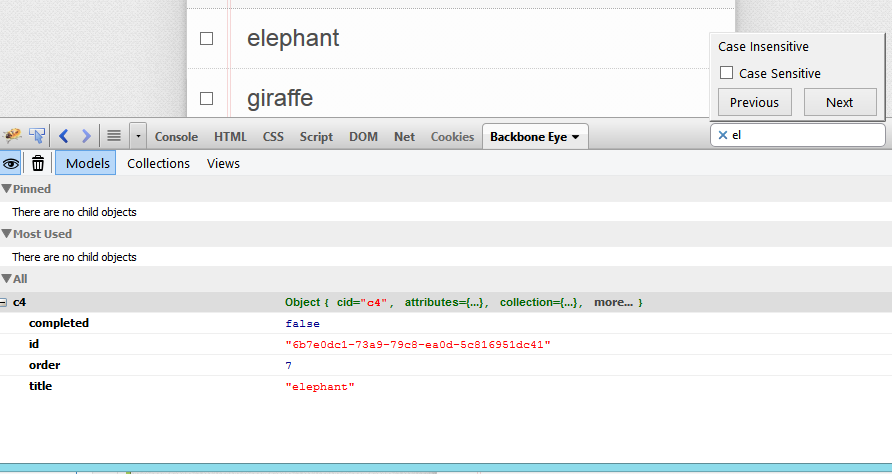 elephant
giraffe
Case Insensitive
Case Sensitive
Previous Next
Console HTML CSS Script DOM Net Cookies Backbone Eye el
Models Collections Views
Pinned
There are no child objects
Most Used
There are no child objects
All
c4 Object { cid="c4", attributes={...}, collection={...}, more... }
completed false
id "6b7e0dc1-73a9-79c8-ea0d-5c816951dc41"
order 7
title "elephant"